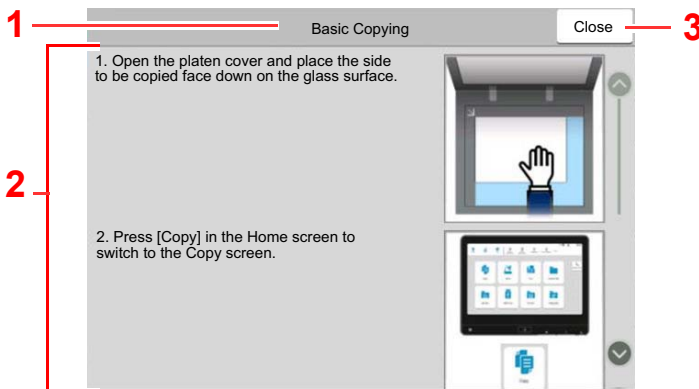 1
Basic Copying
Close
3
2
1. Open the platen cover and place the side
to be copied face down on the glass surface.
2. Press [Copy] in the Home screen to
switch to the Copy screen.
Copy